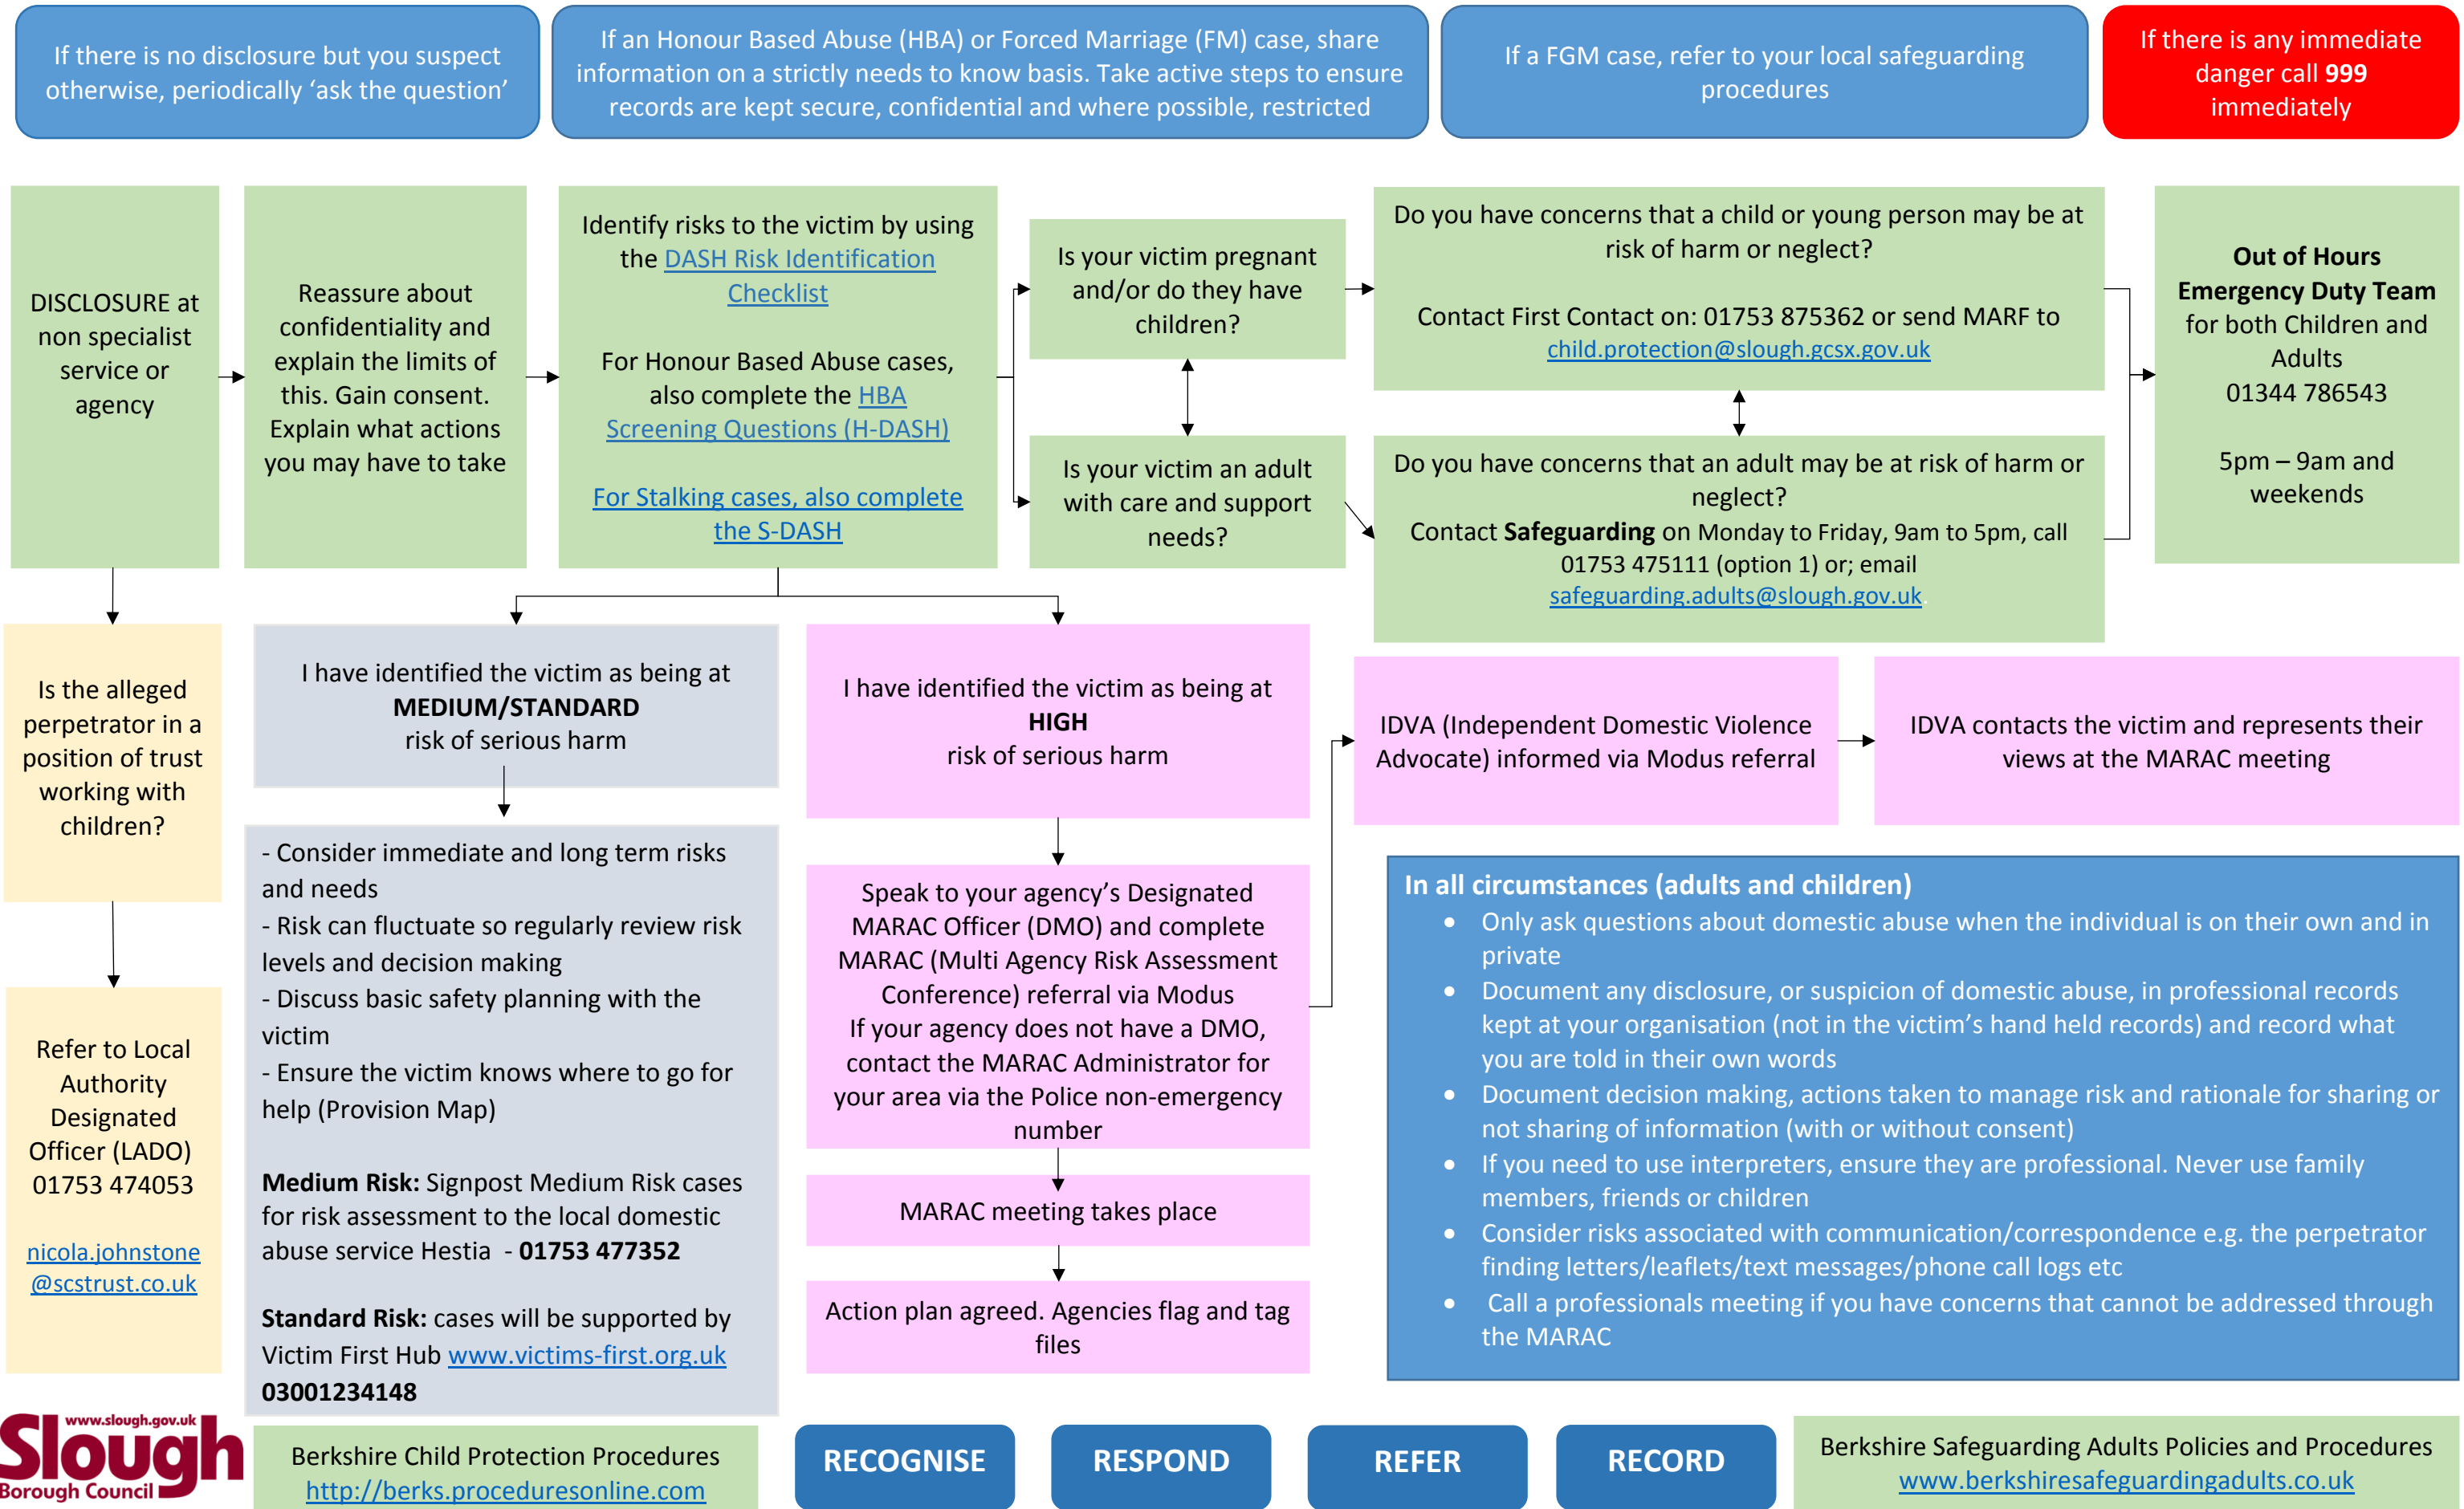 If there is no disclosure but you suspect
otherwise, periodically ‘ask the question’
If an Honour Based Abuse (HBA) or Forced Marriage (FM) case, share
information on a strictly needs to know basis. Take active steps to ensure
records are kept secure, confidential and where possible, restricted
If a FGM case, refer to your local safeguarding
procedures
If there is any immediate
danger call 999
immediately
DISCLOSURE at
non specialist
service or
agency
Reassure about
confidentiality and
explain the limits of
this. Gain consent.
Explain what actions
you may have to take
Identify risks to the victim by using
the DASH Risk Identification
Checklist
For Honour Based Abuse cases,
also complete the HBA
Screening Questions (H-DASH)
For Stalking cases, also complete
the S-DASH
Is your victim pregnant
and/or do they have
children?
Is your victim an adult
with care and support
needs?
Do you have concerns that a child or young person may be at
risk of harm or neglect?
Contact First Contact on: 01753 875362 or send MARF to
child.protection@slough.gcsx.gov.uk
Do you have concerns that an adult may be at risk of harm or
neglect?
Contact Safeguarding on Monday to Friday, 9am to 5pm, call
01753 475111 (option 1) or; email
safeguarding.adults@slough.gov.uk.
Out of Hours
Emergency Duty Team
for both Children and
Adults
01344 786543
5pm – 9am and
weekends
Is the alleged
perpetrator in a
position of trust
working with
children?
Refer to Local
Authority
Designated
Officer (LADO)
01753 474053
nicola.johnstone
@scstrust.co.uk
I have identified the victim as being at
MEDIUM/STANDARD
risk of serious harm
- Consider immediate and long term risks
and needs
- Risk can fluctuate so regularly review risk
levels and decision making
- Discuss basic safety planning with the
victim
- Ensure the victim knows where to go for
help (Provision Map)
Medium Risk: Signpost Medium Risk cases
for risk assessment to the local domestic
abuse service Hestia - 01753 477352
Standard Risk: cases will be supported by
Victim First Hub www.victims-first.org.uk
03001234148
I have identified the victim as being at
HIGH
risk of serious harm
Speak to your agency’s Designated
MARAC Officer (DMO) and complete
MARAC (Multi Agency Risk Assessment
Conference) referral via Modus
If your agency does not have a DMO,
contact the MARAC Administrator for
your area via the Police non-emergency
number
MARAC meeting takes place
Action plan agreed. Agencies flag and tag
files
IDVA (Independent Domestic Violence
Advocate) informed via Modus referral
IDVA contacts the victim and represents their
views at the MARAC meeting
In all circumstances (adults and children)
• Only ask questions about domestic abuse when the individual is on their own and in
private
• Document any disclosure, or suspicion of domestic abuse, in professional records
kept at your organisation (not in the victim’s hand held records) and record what
you are told in their own words
• Document decision making, actions taken to manage risk and rationale for sharing or
not sharing of information (with or without consent)
• If you need to use interpreters, ensure they are professional. Never use family
members, friends or children
• Consider risks associated with communication/correspondence e.g. the perpetrator
finding letters/leaflets/text messages/phone call logs etc
• Call a professionals meeting if you have concerns that cannot be addressed through
the MARAC
www.slough.gov.uk
Slough
Borough Council
Berkshire Child Protection Procedures
http://berks.proceduresonline.com
RECOGNISE
RESPOND
REFER
RECORD
Berkshire Safeguarding Adults Policies and Procedures
www.berkshiresafeguardingadults.co.uk